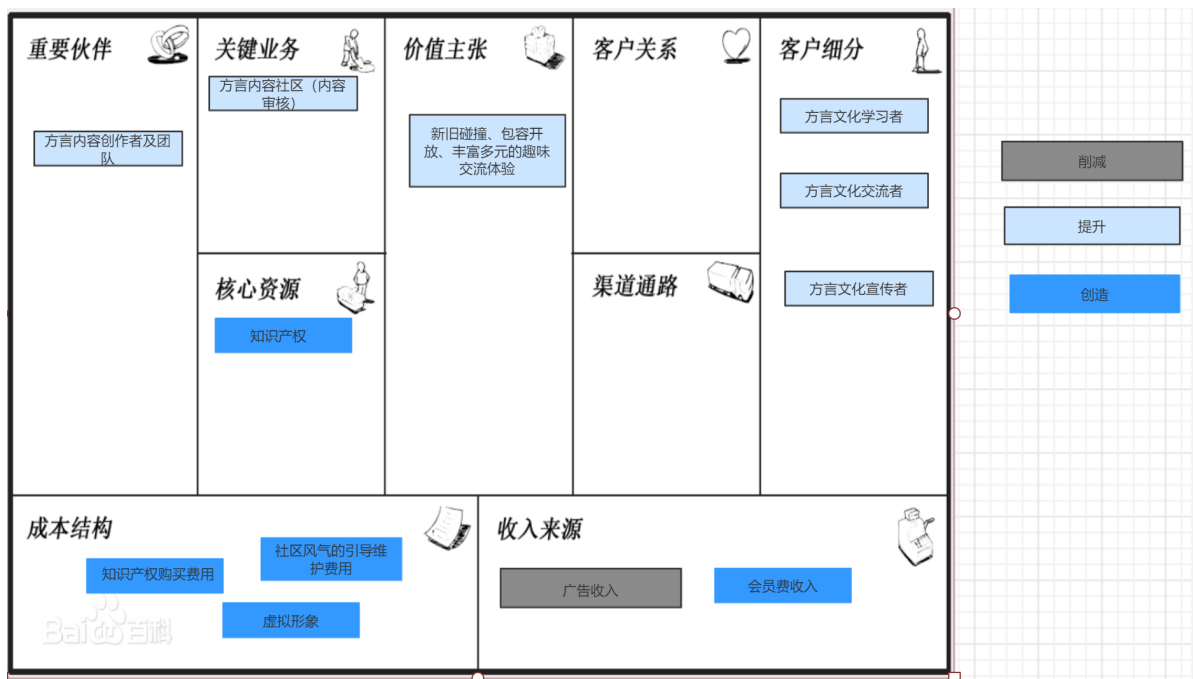 重要伙伴
方言内容创作者及团
队
关键业务
方言内容社区（内容
审核）
核心资源
知识产权
价值主张
新旧碰撞、包容开
放、丰富多元的趣味
交流体验
客户关系
渠道通路
客户细分
方言文化学习者
方言文化交流者
方言文化宣传者
成本结构
知识产权购买费用
社区风气的引导维
护费用
虚拟形象
Bai百科
收入来源
广告收入
会员费收入
削减
提升
创造